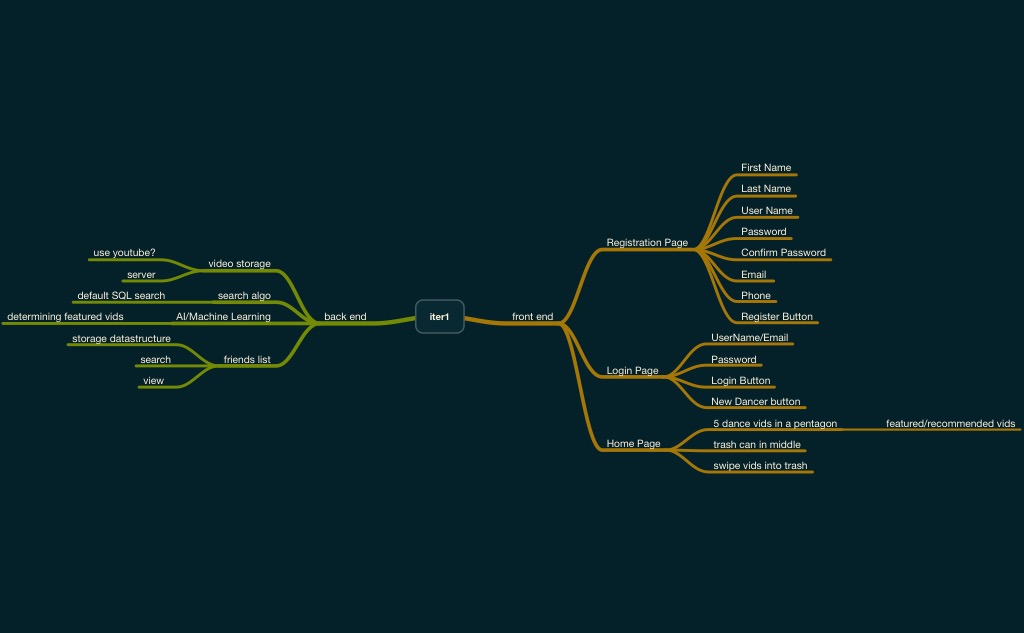 iter1
back end
video storage
use youtube?
server
search algo
default SQL search
AI/Machine Learning
determining featured vids
friends list
storage datastructure
search
view
front end
Registration Page
First Name
Last Name
User Name
Password
Confirm Password
Email
Phone
Register Button
Login Page
UserName/Email
Password
Login Button
New Dancer button
Home Page
5 dance vids in a pentagon
featured/recommended vids
trash can in middle
swipe vids into trash